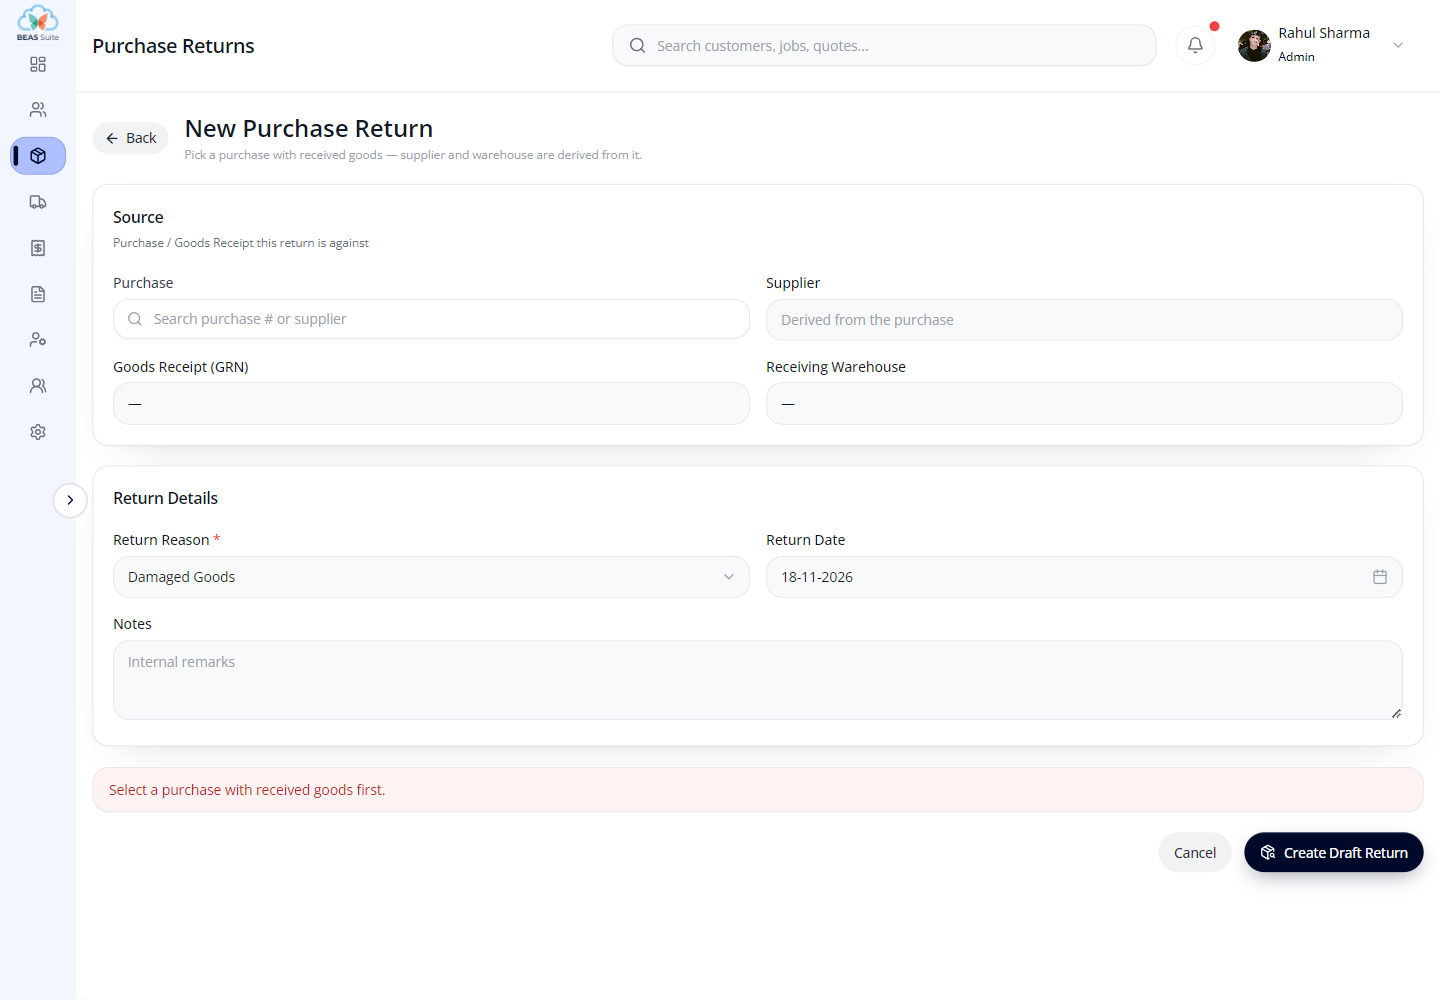 BEAS Suite
Purchase Returns
Search customers, jobs, quotes...
Rahul Sharma
Admin
Back
New Purchase Return
Pick a purchase with received goods — supplier and warehouse are derived from it.
Source
Purchase / Goods Receipt this return is against
Purchase
Supplier
Search purchase # or supplier
Derived from the purchase
Goods Receipt (GRN)
Receiving Warehouse
—
—
Return Details
Return Reason *
Return Date
Damaged Goods
18-11-2026
Notes
Internal remarks
Select a purchase with received goods first.
Cancel
Create Draft Return